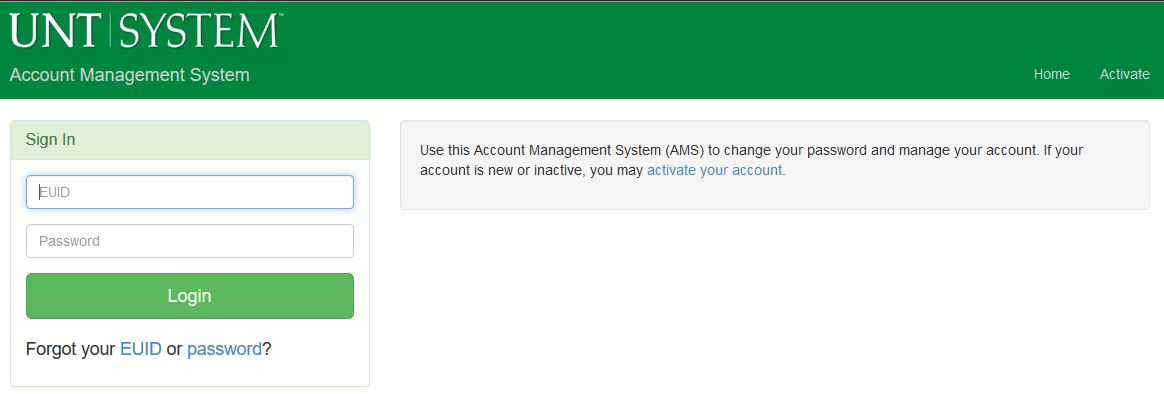 UNT | SYSTEM™
Account Management System
Home
Activate
Sign In
EUID
Password
Login
Forgot your EUID or password?
Use this Account Management System (AMS) to change your password and manage your account. If your
account is new or inactive, you may activate your account.